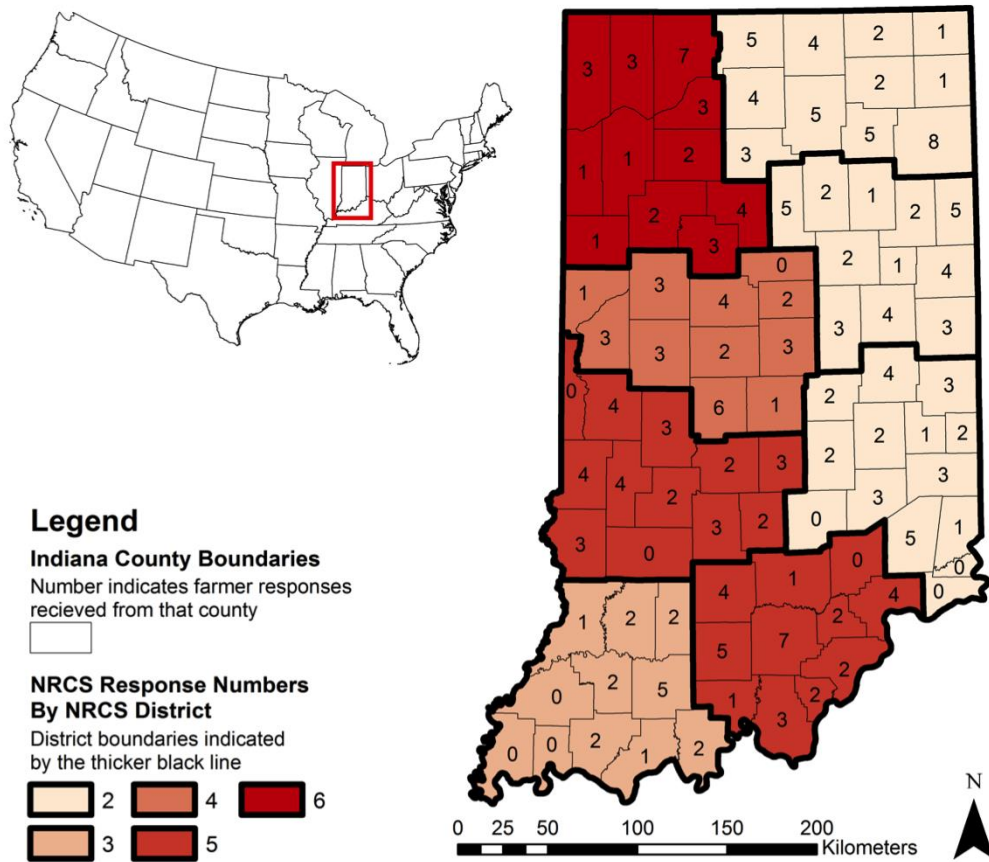 Legend
Indiana County Boundaries
Number indicates farmer responses
recieved from that county
NRCS Response Numbers
By NRCS District
District boundaries indicated
by the thicker black line
2 4 6
3 5
5 4 2 1
3 3 7
2 1
4 5 3
5 8
1 1 2 3
5 2 1 2 5
2 4
1 3
2 1 4
0
1 3 4 2
3 4 3
3 3 2 3
0 4 6 1
2 4 3
3
2 1 2
4 4 2 3 2
2 3
3 0 3 2
0 3
5 1
4 1 0 0
4 0
1 2 2
5 7 2
2
0 2 5
1 3 2
0 0 2 1 2
N
0 25 50 100 150 200
Kilometers